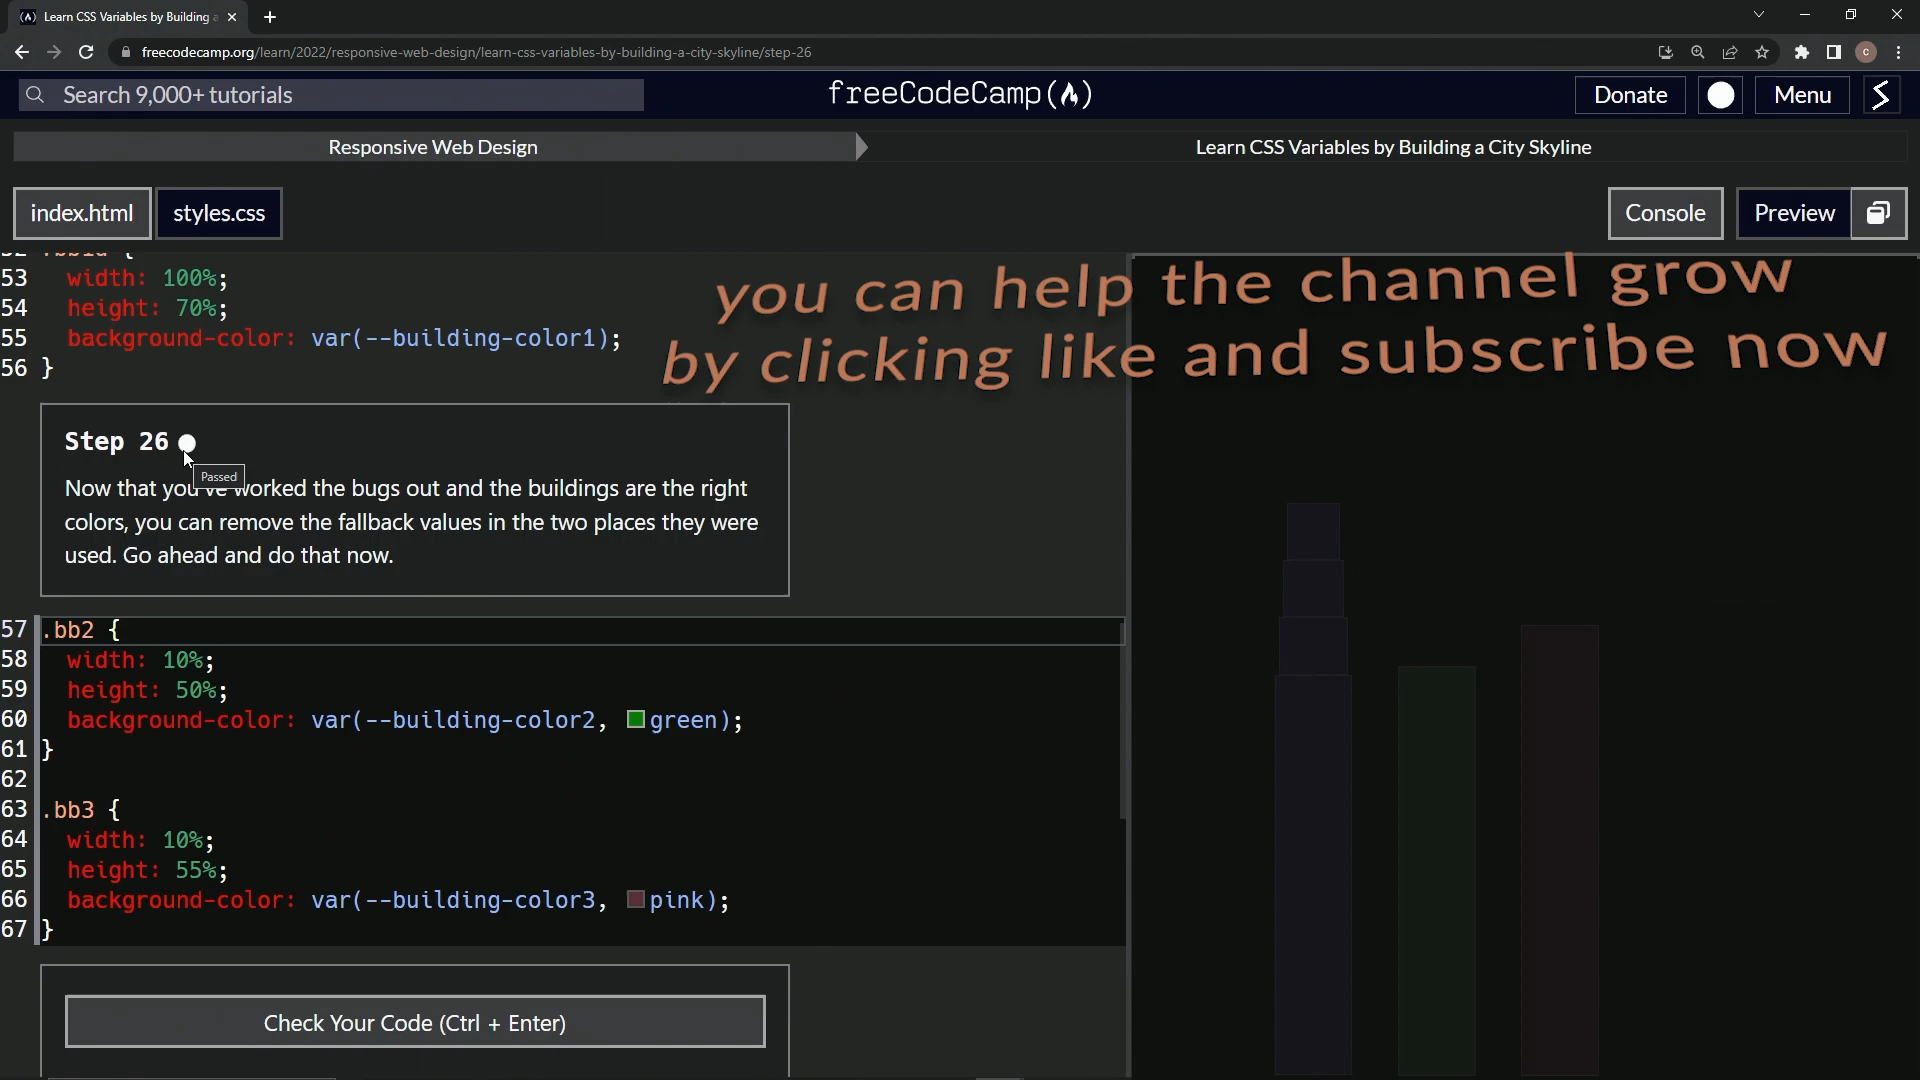 Learn CSS Variables by Building a
freecodecamp.org/learn/2022/responsive-web-design/learn-css-variables-by-building-a-city-skyline/step-26
C
Search 9,000+ tutorials
freeCodeCamp(
)
Donate
Menu
Responsive Web Design
Learn CSS Variables by Building a City Skyline
index.html
styles.css
Console
Preview
you can help the channel grow
by clicking like and subscribe now
53 width: 100%;
54 height: 70%;
55 background-color: var(--building-color1);
56 }
Step 26
Passed
Now that you've worked the bugs out and the buildings are the right
colors, you can remove the fallback values in the two places they were
used. Go ahead and do that now.
57 .bb2 {
58 width: 10%;
59 height: 50%;
60 background-color: var(--building-color2, green);
61 }
62
63 .bb3 {
64 width: 10%;
65 height: 55%;
66 background-color: var(--building-color3, pink);
67 }
Check Your Code (Ctrl + Enter)